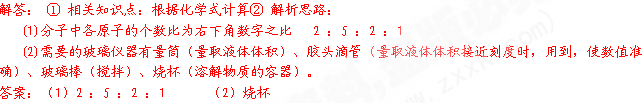 解答：　① 相关知识点：根据化学式计算② 解析思路：
(1)分子中各原子的个数比为右下角数字之比　2：5：2：1
(2)需要的玻璃仪器有量筒（量取液体体积）、胶头滴管（量取液体体积接近刻度时，用到，使数值准
确）、玻璃棒（搅拌）、烧杯（溶解物质的容器）。
答案：（1）2：5：2：1　　（2）烧杯